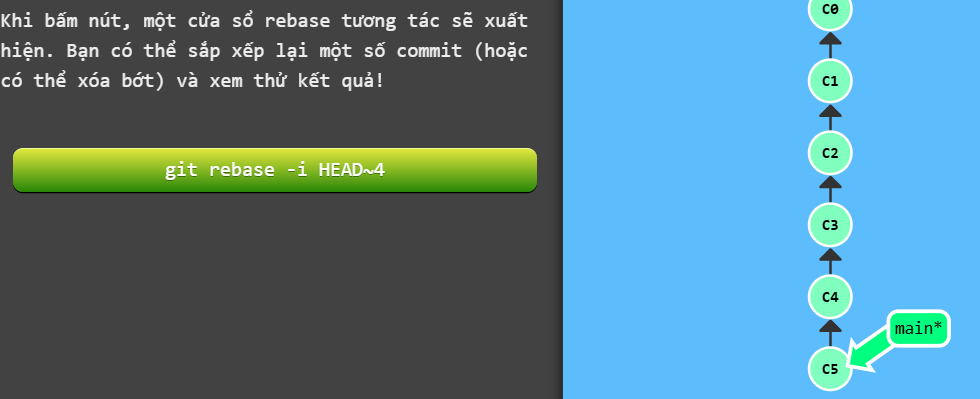 Khi bấm nút, một cửa sổ rebase tương tác sẽ xuất
hiện. Bạn có thể sắp xếp lại một số commit (hoặc
có thể xóa bớt) và xem thử kết quả!
git rebase -i HEAD~4
C0
C1
C2
C3
C4
main*
C5